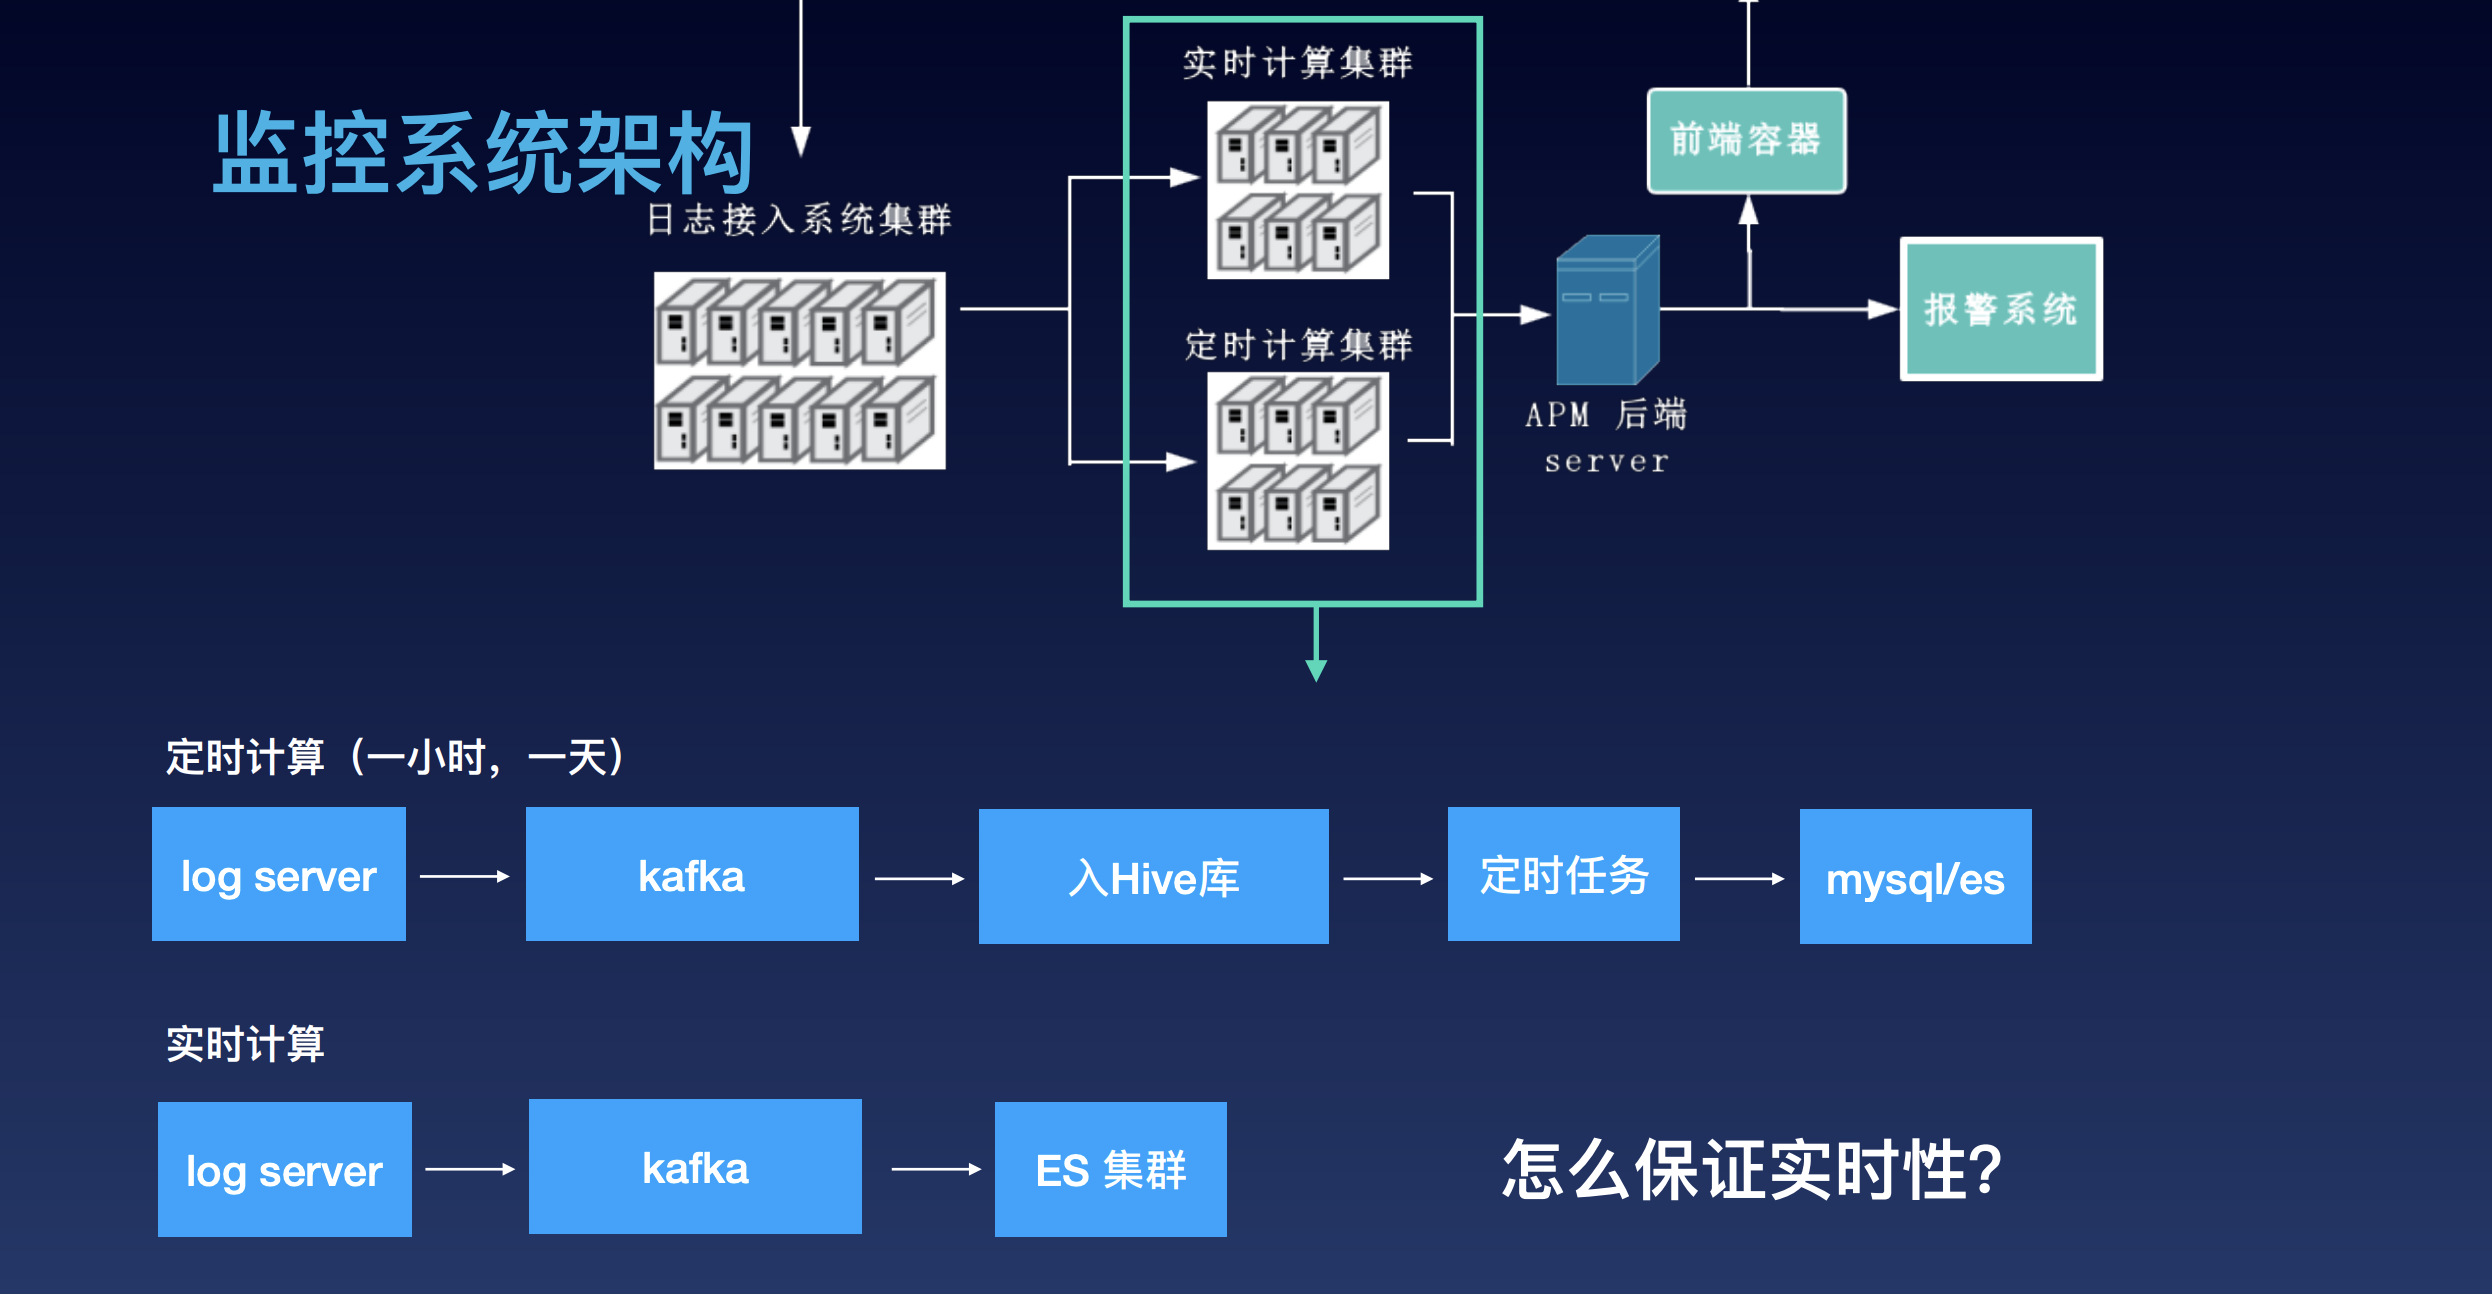 监控系统架构
日志接入系统集群
实时计算集群
定时计算集群
APM 后端
server
前端容器
报警系统
定时计算（一小时，一天）
log server
kafka
入Hive库
定时任务
mysql/es
实时计算
log server
kafka
ES 集群
怎么保证实时性?